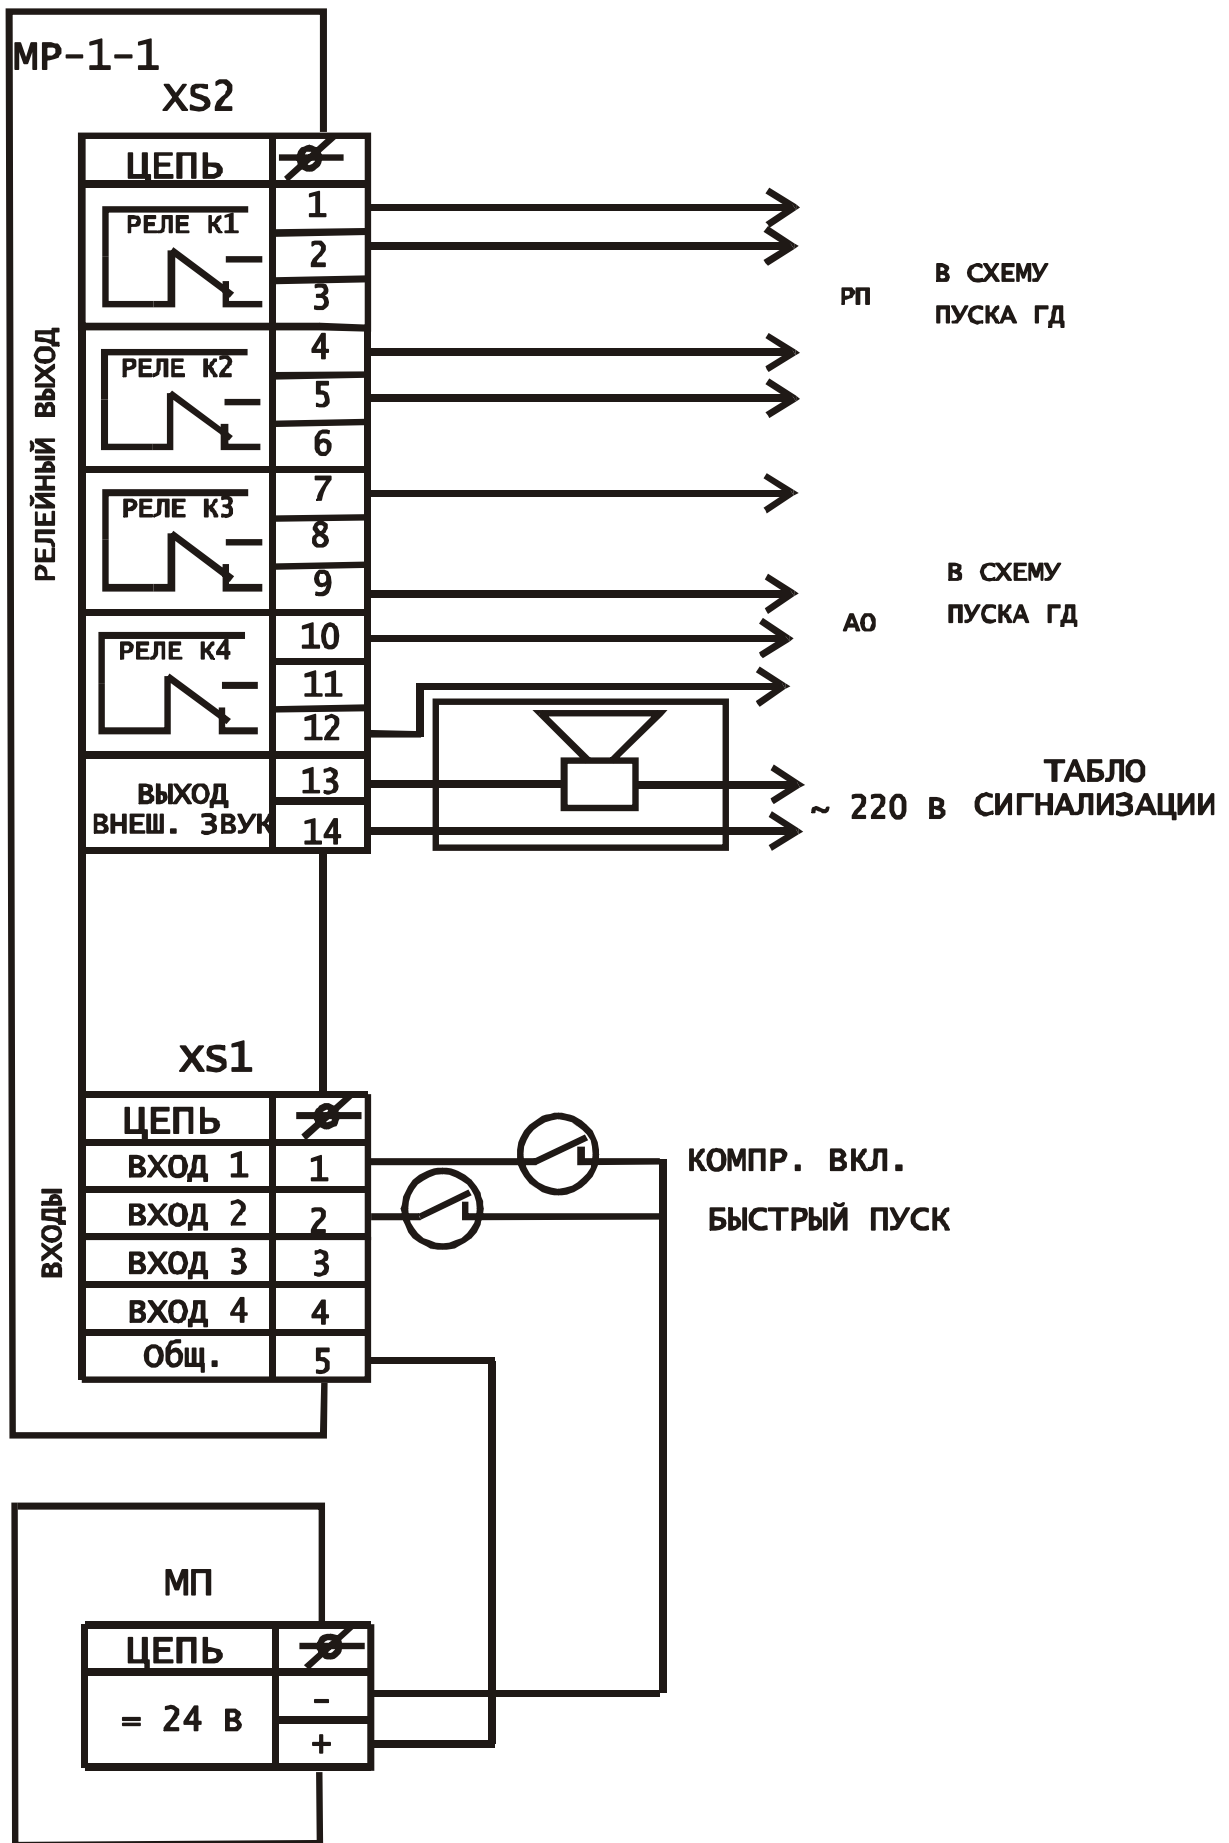 МР-1-1
XS2
ЦЕПЬ
РЕЛЕ К1
1
2
3
РЕЛЕ К2
4
5
6
РЕЛЕ К3
7
8
9
РЕЛЕ К4
10
11
12
ВЫХОД
ВНЕШ. ЗВУК
13
14
РЕЛЕЙНЫЙ ВЫХОД
РП
В СХЕМУ
ПУСКА ГД
АО
В СХЕМУ
ПУСКА ГД
~ 220 В
ТАБЛО
СИГНАЛИЗАЦИИ
XS1
ЦЕПЬ
ВХОД 1 1
ВХОД 2 2
ВХОД 3 3
ВХОД 4 4
Общ. 5
ВХОДЫ
КОМПР. ВКЛ.
БЫСТРЫЙ ПУСК
МП
ЦЕПЬ
= 24 В
-
+